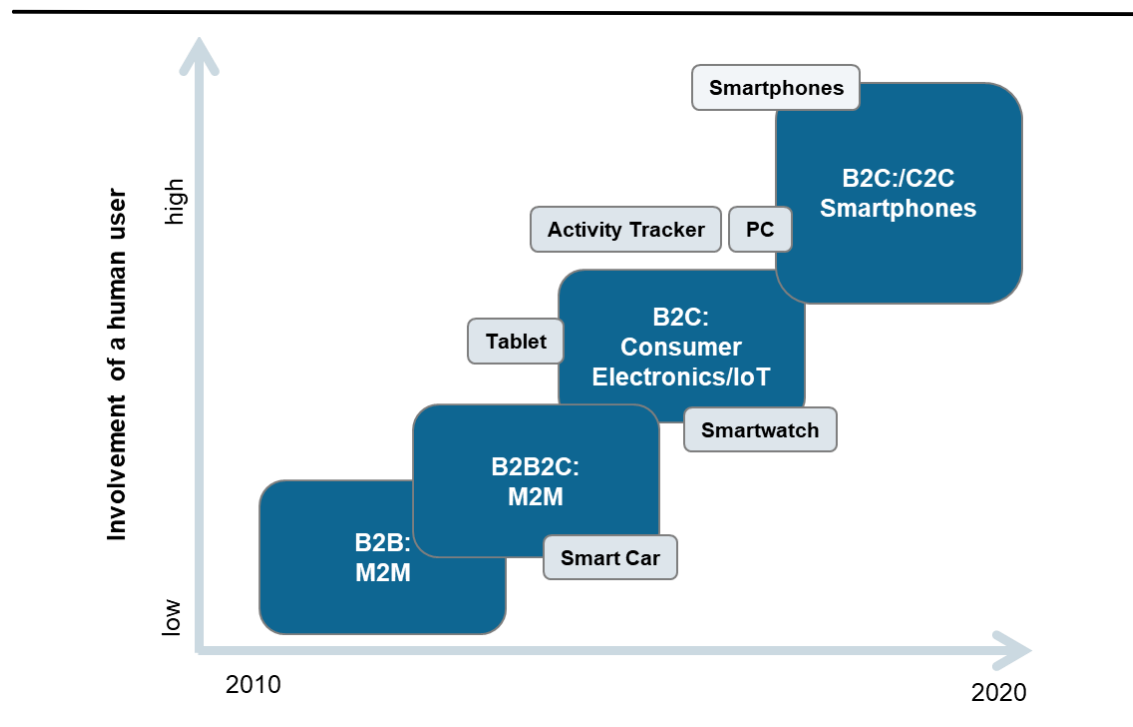 Smartphones
B2C:/C2C
Smartphones
high
Activity Tracker
PC
Involvement of a human user
B2C:
Consumer
Electronics/IoT
Tablet
Smartwatch
B2B2C:
M2M
B2B:
M2M
Smart Car
low
2010
2020